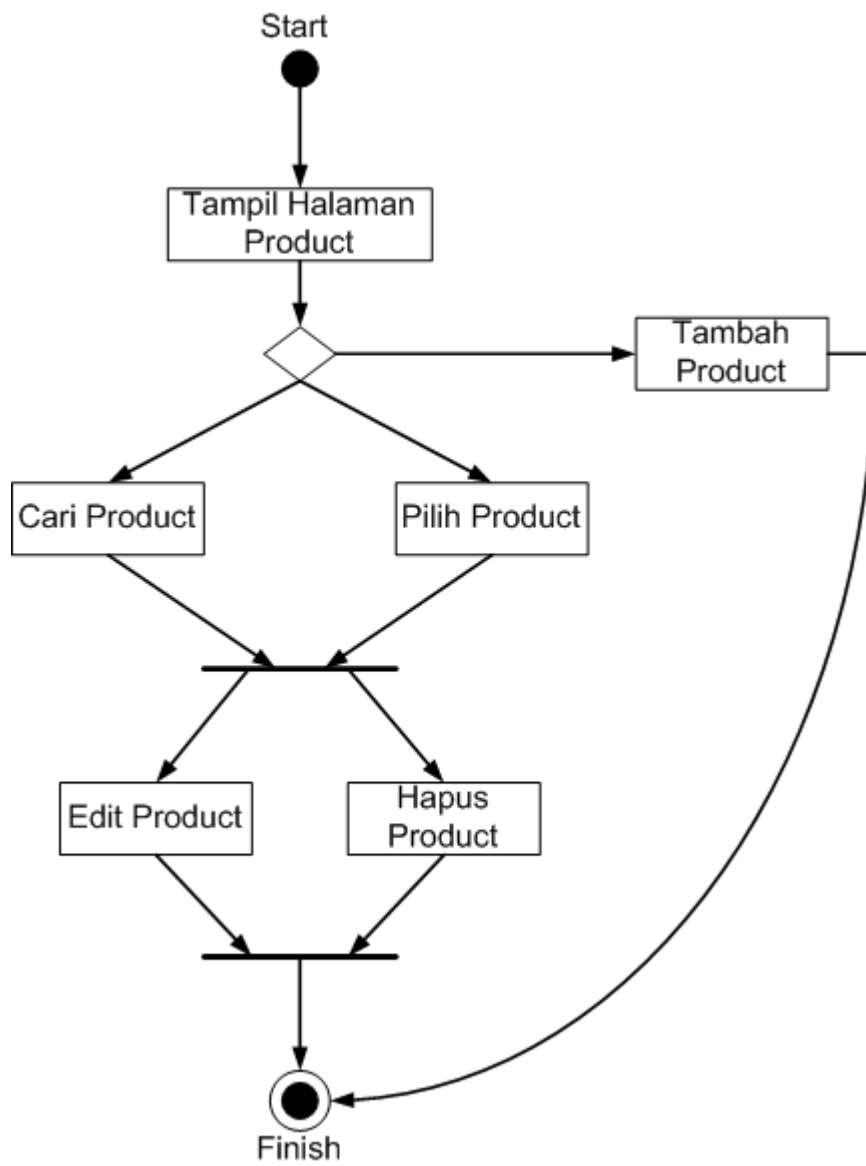 Start
Tampil Halaman
Product
Tambah
Product
Cari Product
Pilih Product
Edit Product
Hapus
Product
Finish